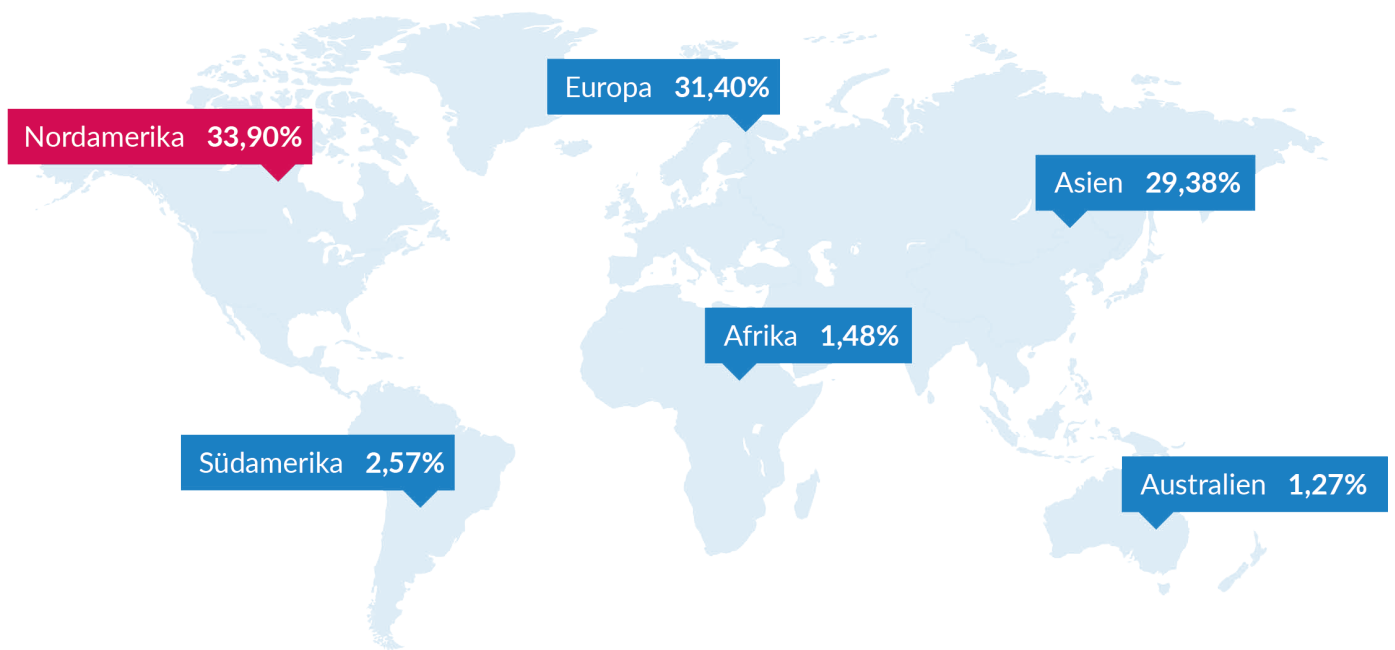 Europa 31,40%
Nordamerika 33,90%
Asien 29,38%
Afrika 1,48%
Südamerika 2,57%
Australien 1,27%